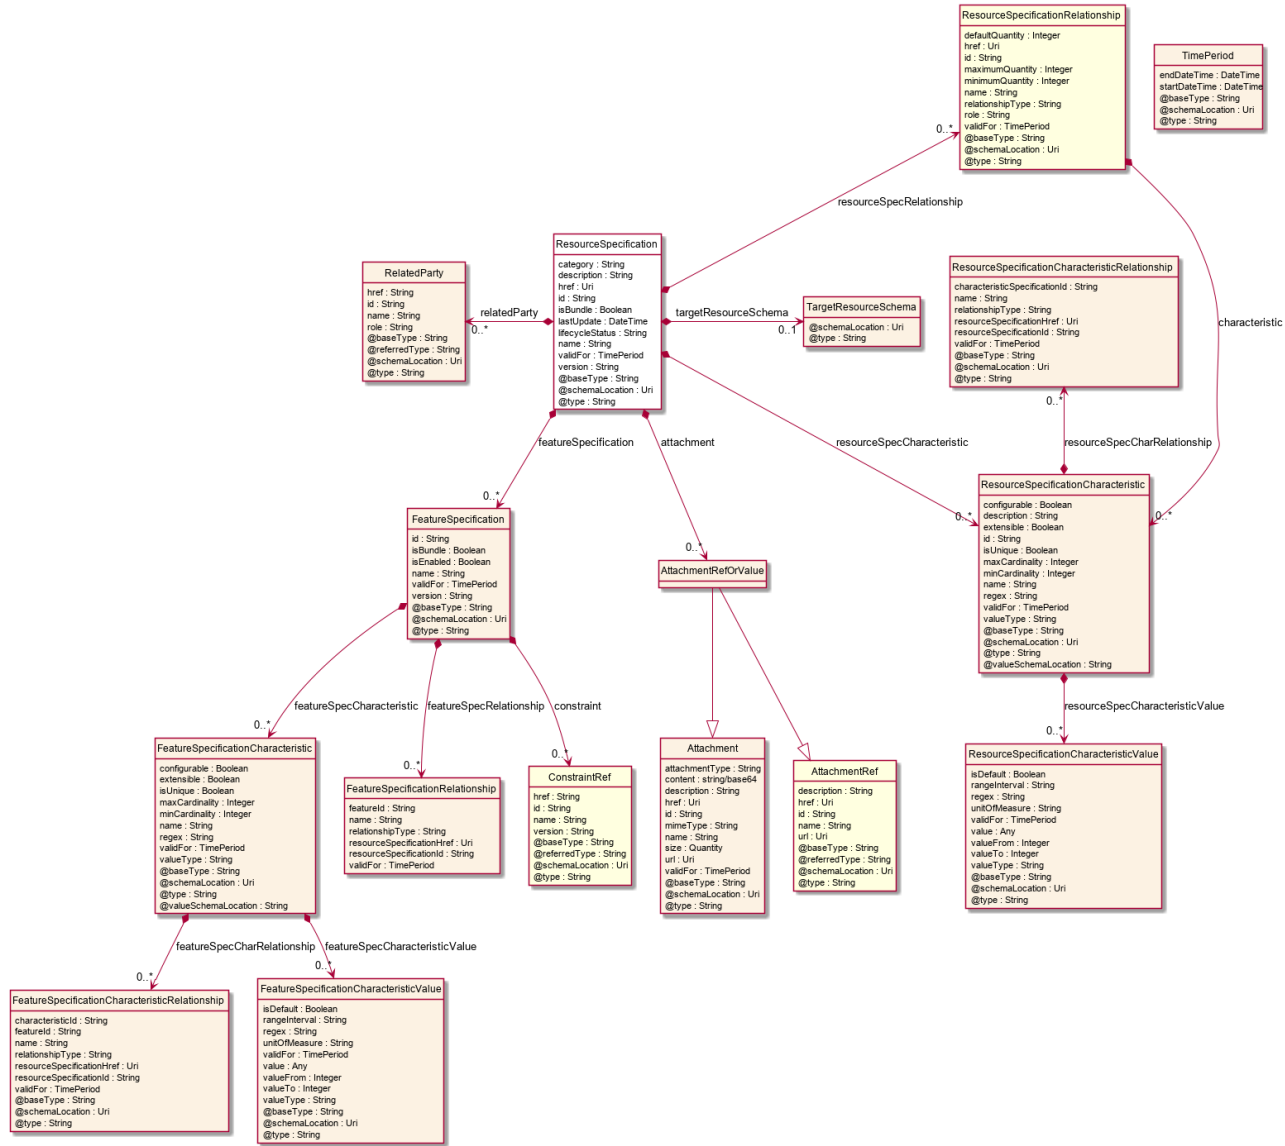 ResourceSpecificationRelationship
defaultQuantity : Integer
href : Uri
id : String
maximumQuantity : Integer
minimumQuantity : Integer
name : String
relationshipType : String
role : String
validFor : TimePeriod
@baseType : String
@schemaLocation : Uri
@type : String
0..*
TimePeriod
endDateTime : DateTime
startDateTime : DateTime
@baseType : String
@schemaLocation : Uri
@type : String
resourceSpecRelationship
characteristic
ResourceSpecification
category : String
description : String
href : Uri
id : String
isBundle : Boolean
lastUpdate : DateTime
lifecycleStatus : String
name : String
validFor : TimePeriod
version : String
@baseType : String
@schemaLocation : Uri
@type : String
RelatedParty
href : String
id : String
name : String
role : String
@baseType : String
@referredType : String
@schemaLocation : Uri
@type : String
relatedParty
0..*
targetResourceSchema
0..1
TargetResourceSchema
@schemaLocation : Uri
@type : String
ResourceSpecificationCharacteristicRelationship
characteristicSpecificationId : String
name : String
relationshipType : String
resourceSpecificationHref : Uri
resourceSpecificationId : String
validFor : TimePeriod
@baseType : String
@schemaLocation : Uri
@type : String
0..*
resourceSpecCharRelationship
featureSpecification
0..*
attachment
0..*
resourceSpecCharacteristic
0..*
0..*
ResourceSpecificationCharacteristic
configurable : Boolean
description : String
extensible : Boolean
id : String
isUnique : Boolean
maxCardinality : Integer
minCardinality : Integer
name : String
regex : String
validFor : TimePeriod
valueType : String
@baseType : String
@schemaLocation : Uri
@type : String
@valueSchemaLocation : String
FeatureSpecification
id : String
isBundle : Boolean
isEnabled : Boolean
name : String
validFor : TimePeriod
version : String
@baseType : String
@schemaLocation : Uri
@type : String
AttachmentRefOrValue
featureSpecCharacteristic
0..*
featureSpecRelationship
0..*
constraint
0..*
resourceSpecCharacteristicValue
0..*
FeatureSpecificationCharacteristic
configurable : Boolean
extensible : Boolean
isUnique : Boolean
maxCardinality : Integer
minCardinality : Integer
name : String
regex : String
validFor : TimePeriod
valueType : String
@baseType : String
@schemaLocation : Uri
@type : String
@valueSchemaLocation : String
FeatureSpecificationRelationship
featureId : String
name : String
relationshipType : String
resourceSpecificationHref : Uri
resourceSpecificationId : String
validFor : TimePeriod
ConstraintRef
href : String
id : String
name : String
version : String
@baseType : String
@referredType : String
@schemaLocation : Uri
@type : String
Attachment
attachmentType : String
content : string/base64
description : String
href : Uri
id : String
mimeType : String
name : String
size : Quantity
url : Uri
validFor : TimePeriod
@baseType : String
@schemaLocation : Uri
@type : String
AttachmentRef
description : String
href : Uri
id : String
name : String
url : Uri
@baseType : String
@referredType : String
@schemaLocation : Uri
@type : String
ResourceSpecificationCharacteristicValue
isDefault : Boolean
rangeInterval : String
regex : String
unitOfMeasure : String
validFor : TimePeriod
value : Any
valueFrom : Integer
valueTo : Integer
valueType : String
@baseType : String
@schemaLocation : Uri
@type : String
featureSpecCharRelationship
0..*
featureSpecCharacteristicValue
0..*
FeatureSpecificationCharacteristicRelationship
characteristicId : String
featureId : String
name : String
relationshipType : String
resourceSpecificationHref : Uri
resourceSpecificationId : String
validFor : TimePeriod
@baseType : String
@schemaLocation : Uri
@type : String
FeatureSpecificationCharacteristicValue
isDefault : Boolean
rangeInterval : String
regex : String
unitOfMeasure : String
validFor : TimePeriod
value : Any
valueFrom : Integer
valueTo : Integer
valueType : String
@baseType : String
@schemaLocation : Uri
@type : String